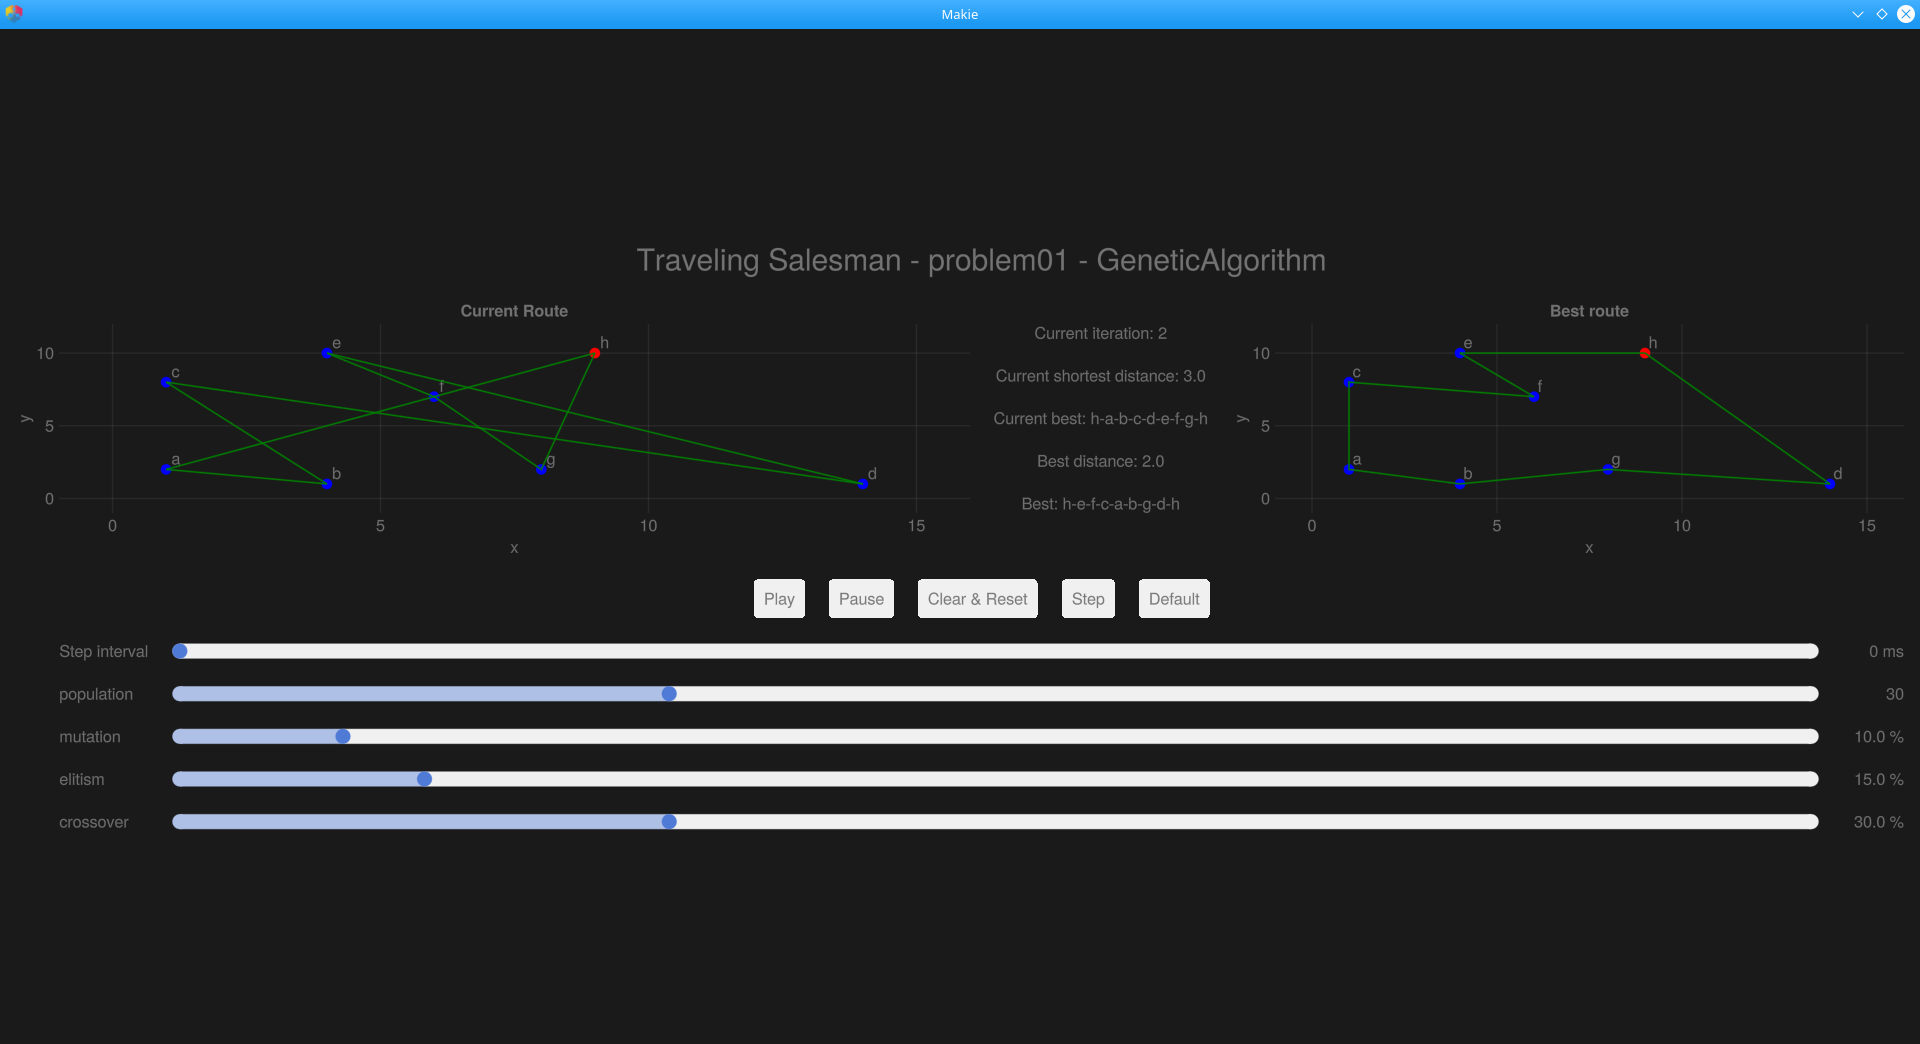 Makie
Traveling Salesman - problem01 - GeneticAlgorithm
Current Route
e
h
10
c
f
y
5
a
g
b
d
0
0 5 10 15
x
Current iteration: 2
Current shortest distance: 3.0
Current best: h-a-b-c-d-e-f-g-h
Best distance: 2.0
Best: h-e-f-c-a-b-g-d-h
Best route
e
h
10
c
f
y
5
a
g
b
d
0
0 5 10 15
x
Play Pause Clear & Reset Step Default
Step interval 0 ms
population 30
mutation 10.0 %
elitism 15.0 %
crossover 30.0 %